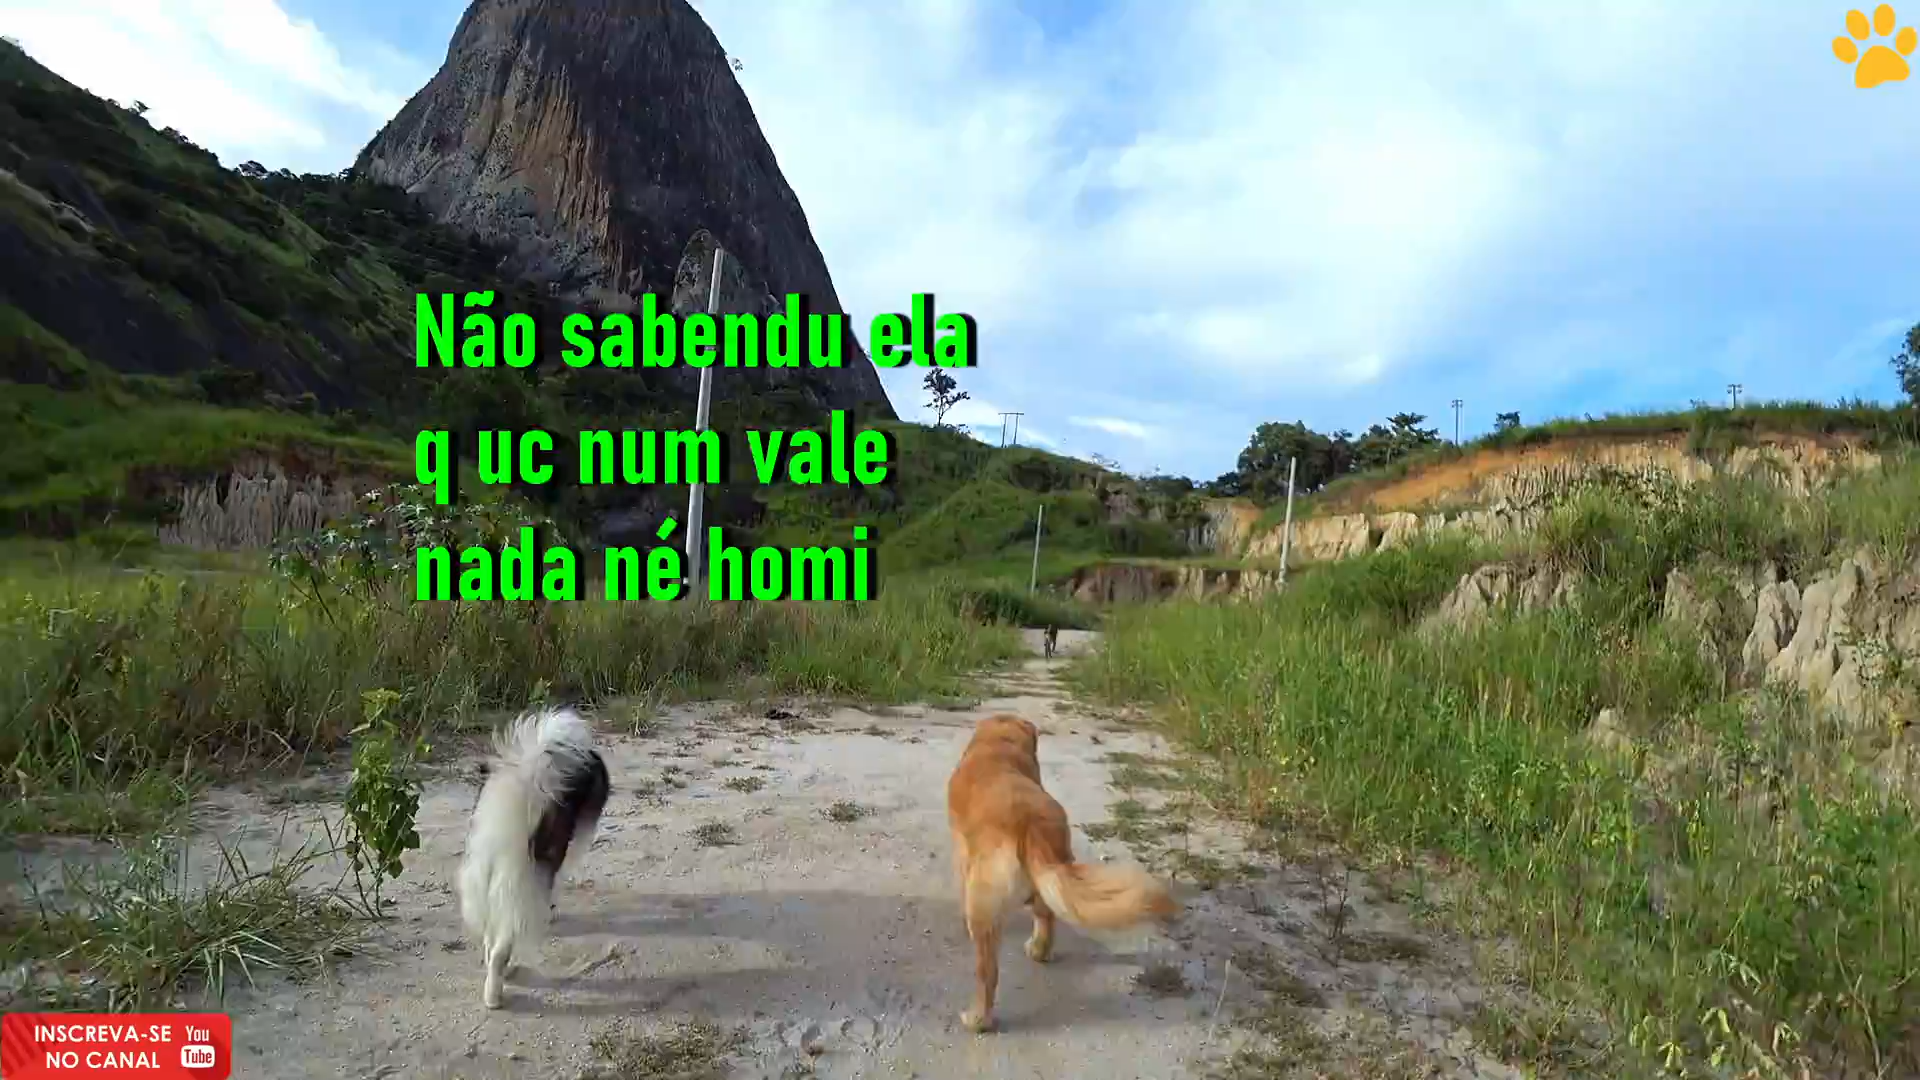 Não sabendu ela
q uc num vale
nada né homi
INSCREVA-SE
NO CANAL
You
Tube